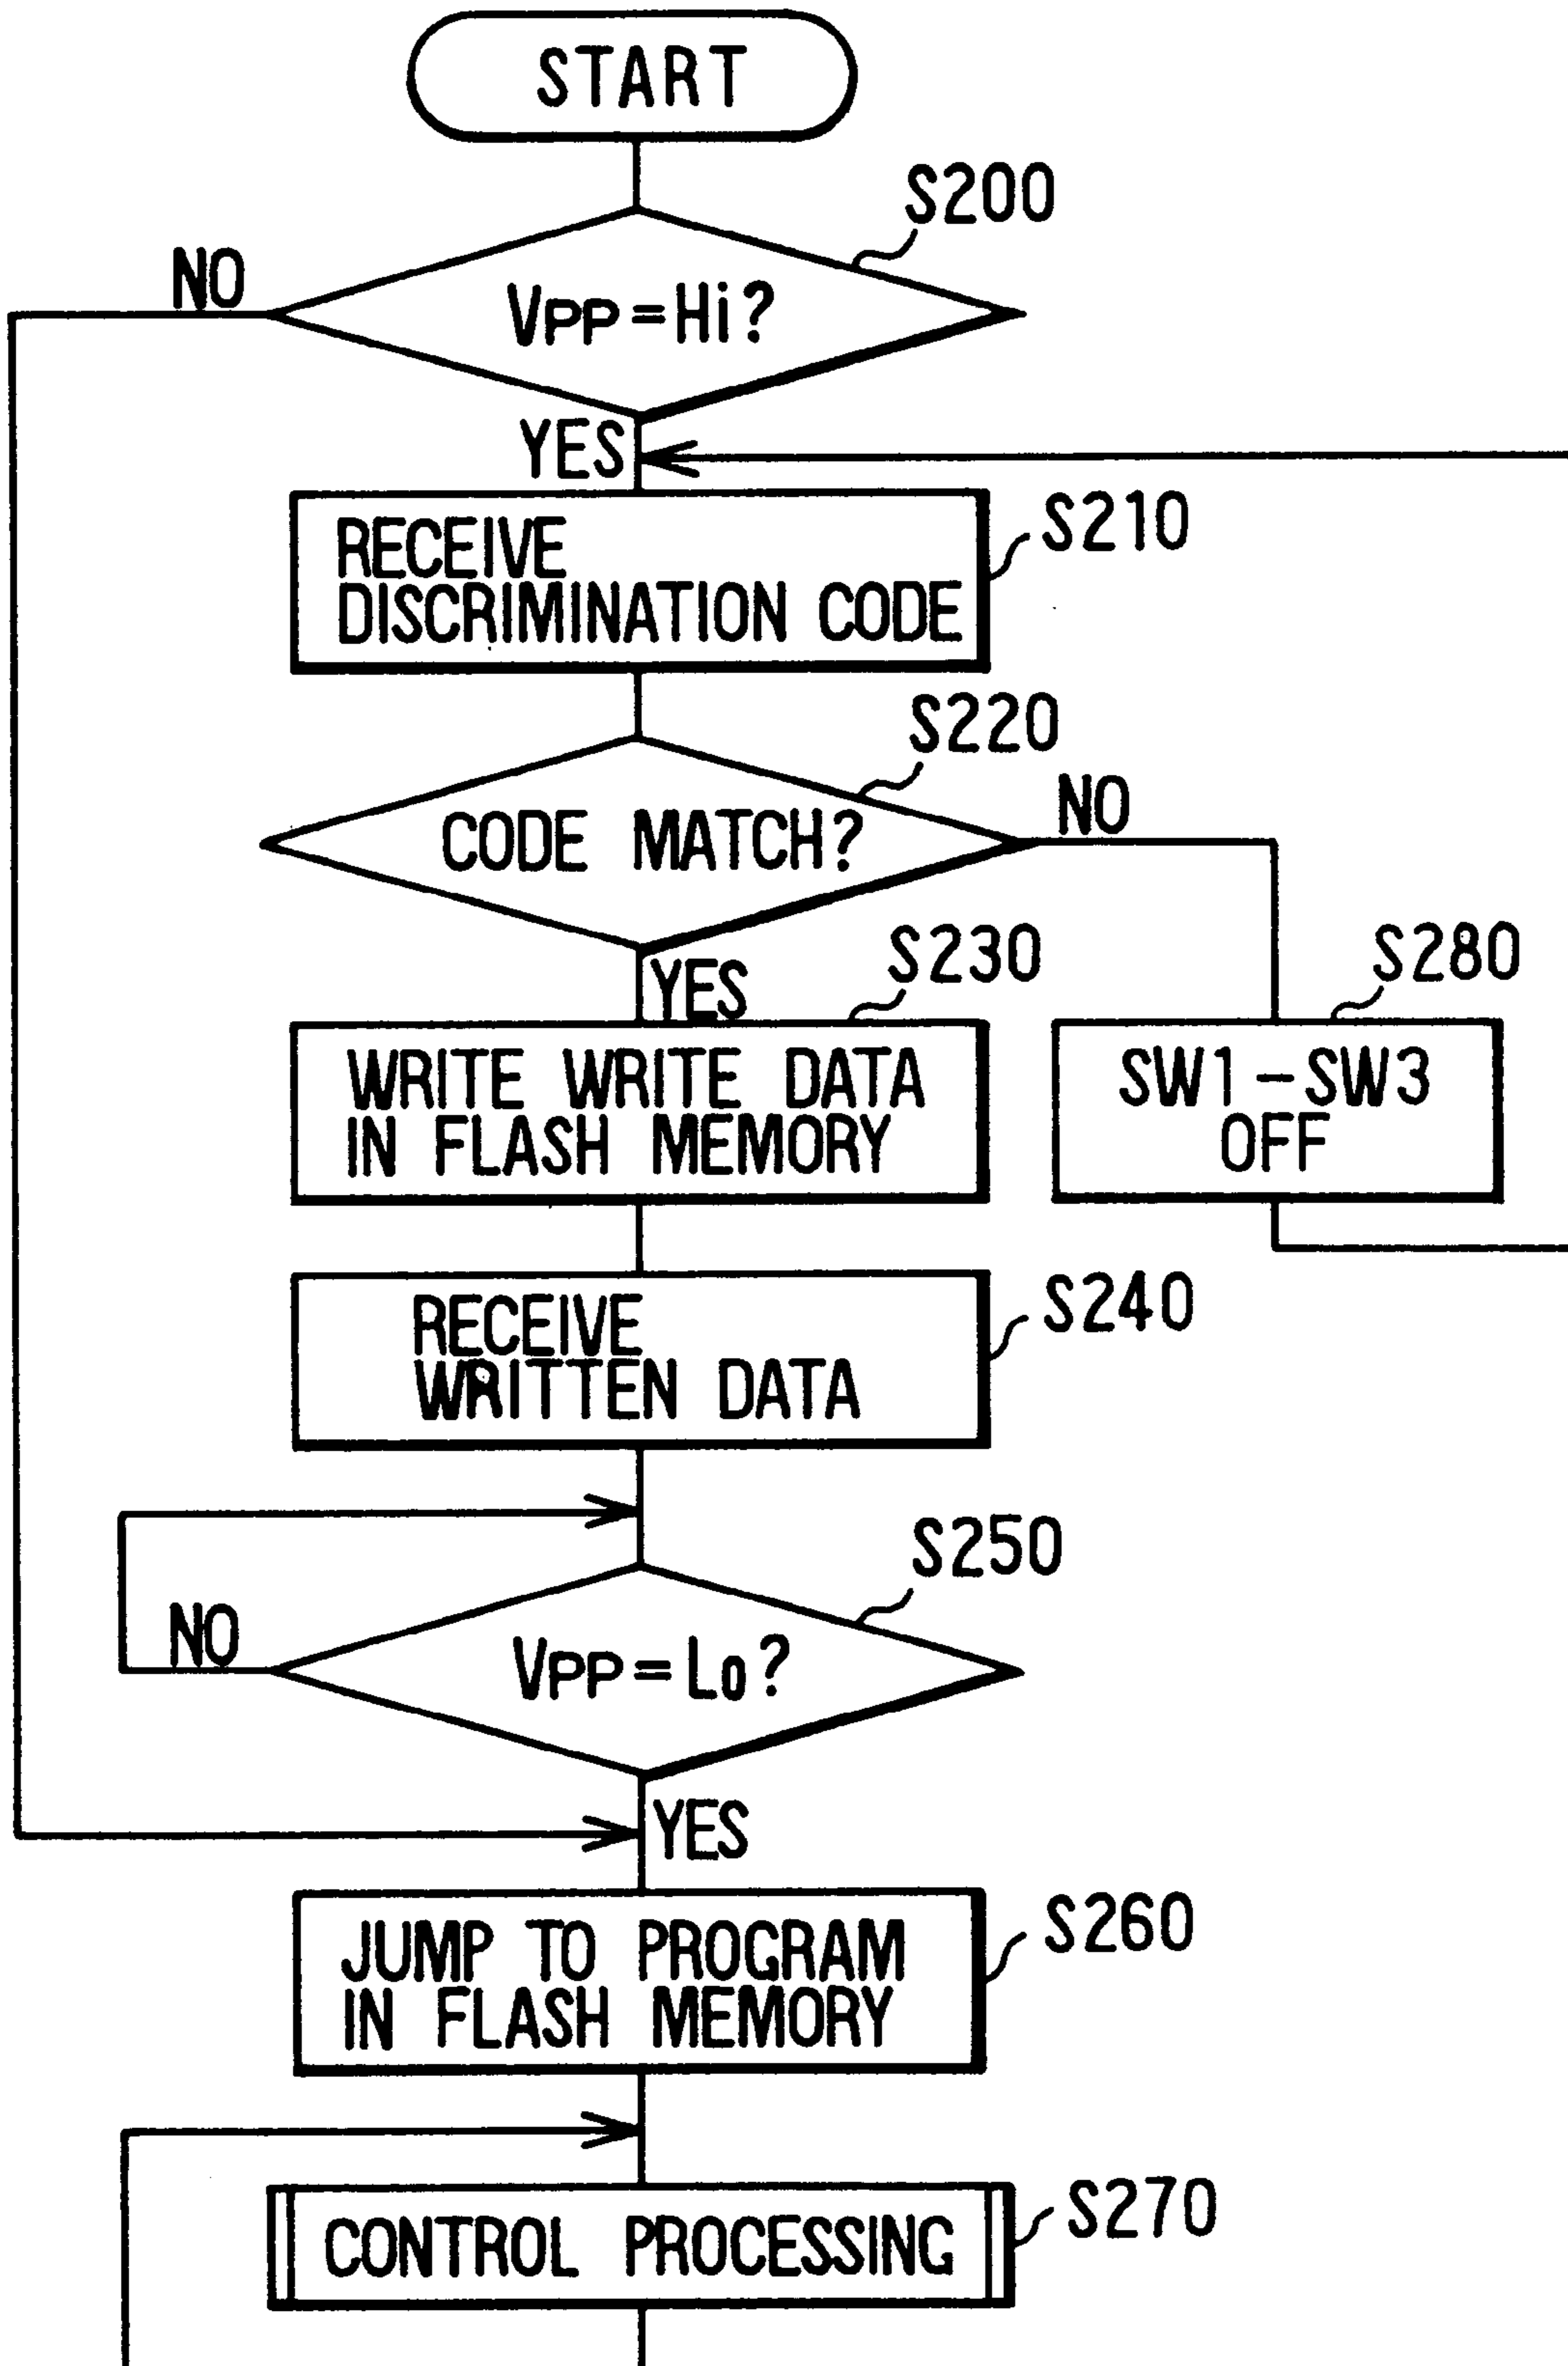 START
S200
NO
VPP=Hi?
YES
S210
RECEIVE
DISCRIMINATION CODE
S220
NO
CODE MATCH?
S230
S280
YES
WRITE WRITE DATA
IN FLASH MEMORY
SW1-SW3
OFF
S240
RECEIVE
WRITTEN DATA
S250
NO
VPP=Lo?
YES
S260
JUMP TO PROGRAM
IN FLASH MEMORY
S270
CONTROL PROCESSING